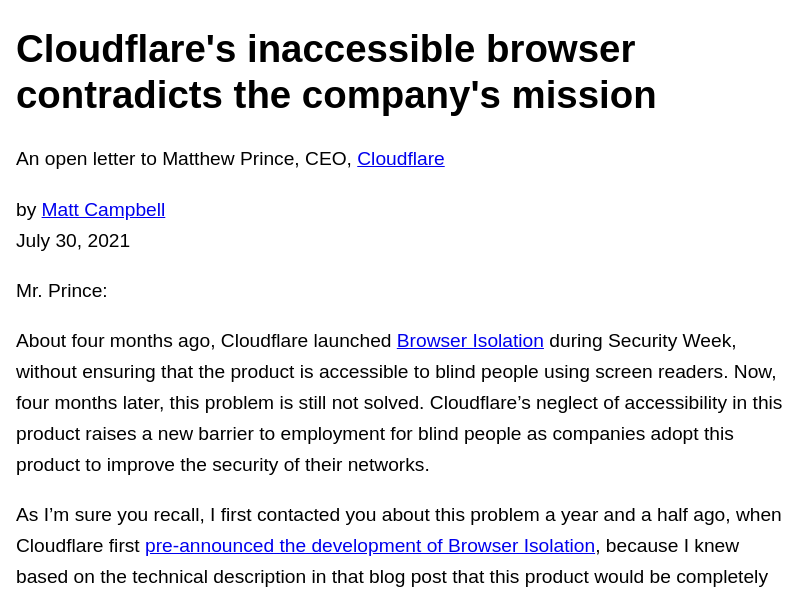 Cloudflare's inaccessible browser
contradicts the company's mission
An open letter to Matthew Prince, CEO, Cloudflare
by Matt Campbell
July 30, 2021
Mr. Prince:
About four months ago, Cloudflare launched Browser Isolation during Security Week,
without ensuring that the product is accessible to blind people using screen readers. Now,
four months later, this problem is still not solved. Cloudflare’s neglect of accessibility in this
product raises a new barrier to employment for blind people as companies adopt this
product to improve the security of their networks.
As I’m sure you recall, I first contacted you about this problem a year and a half ago, when
Cloudflare first pre-announced the development of Browser Isolation, because I knew
based on the technical description in that blog post that this product would be completely